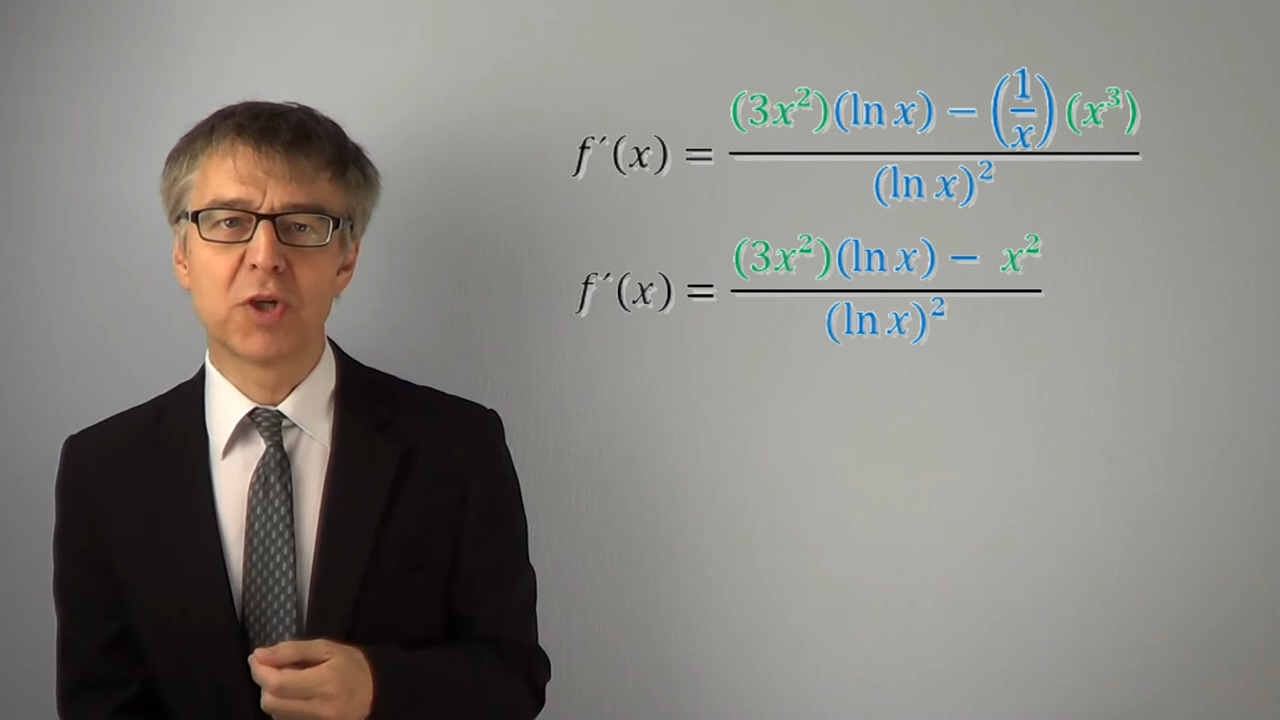 f´(x) = ((3x²)(ln x) − (1/x)(x³)) / (ln x)²
f´(x) = ((3x²)(ln x) − x²) / (ln x)²